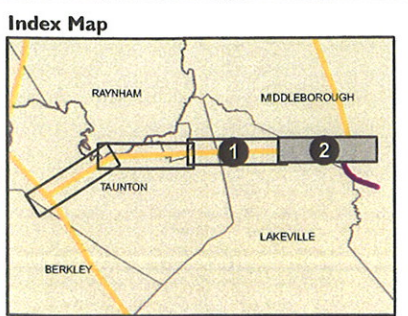 Index Map
RAYNHAM
MIDDLEBOROUGH
1
2
TAUNTON
LAKEVILLE
BERKLEY